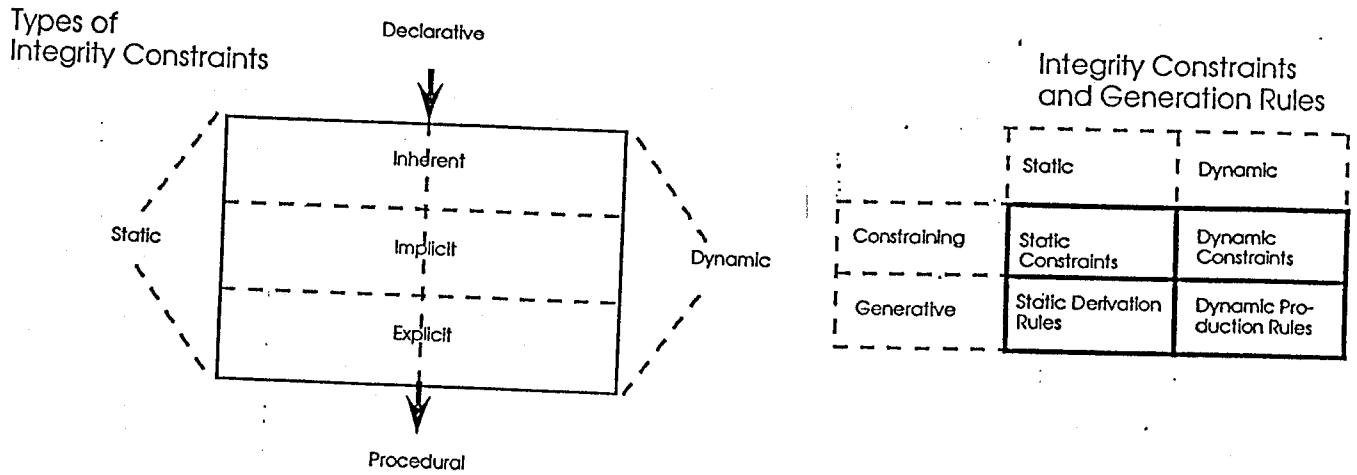 Types of
Integrity Constraints
Declarative
Inherent
Static
Implicit
Dynamic
Explicit
Procedural
Integrity Constraints
and Generation Rules
Static
Dynamic
Constraining
Static
Constraints
Dynamic
Constraints
Generative
Static Derivation
Rules
Dynamic Pro-
duction Rules